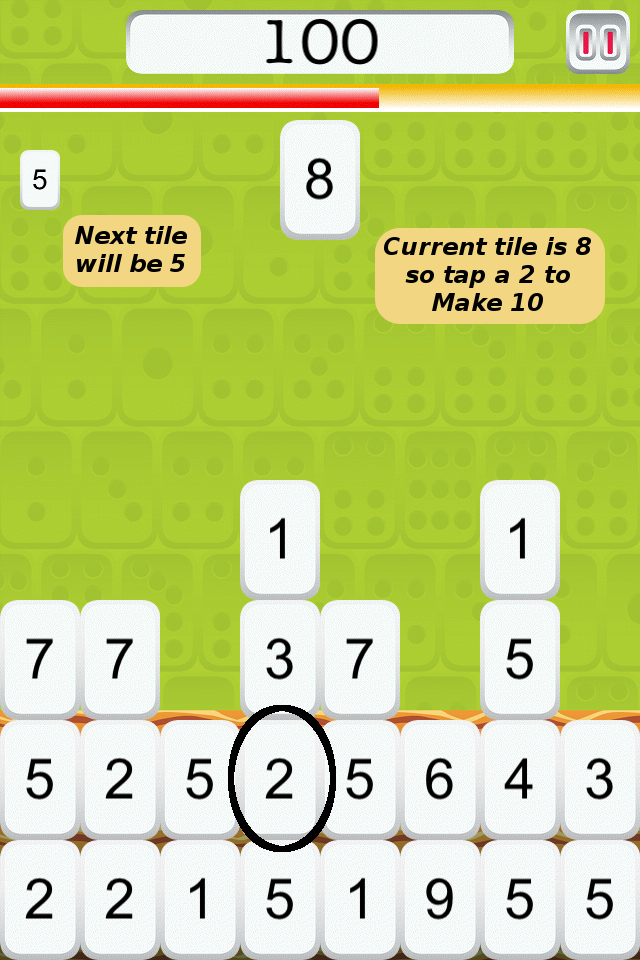 100
5
8
Next tile
will be 5
Current tile is 8
so tap a 2 to
Make 10
1 1
7 7 3 7 5
5 2 5 2 5 6 4 3
2 2 1 5 1 9 5 5